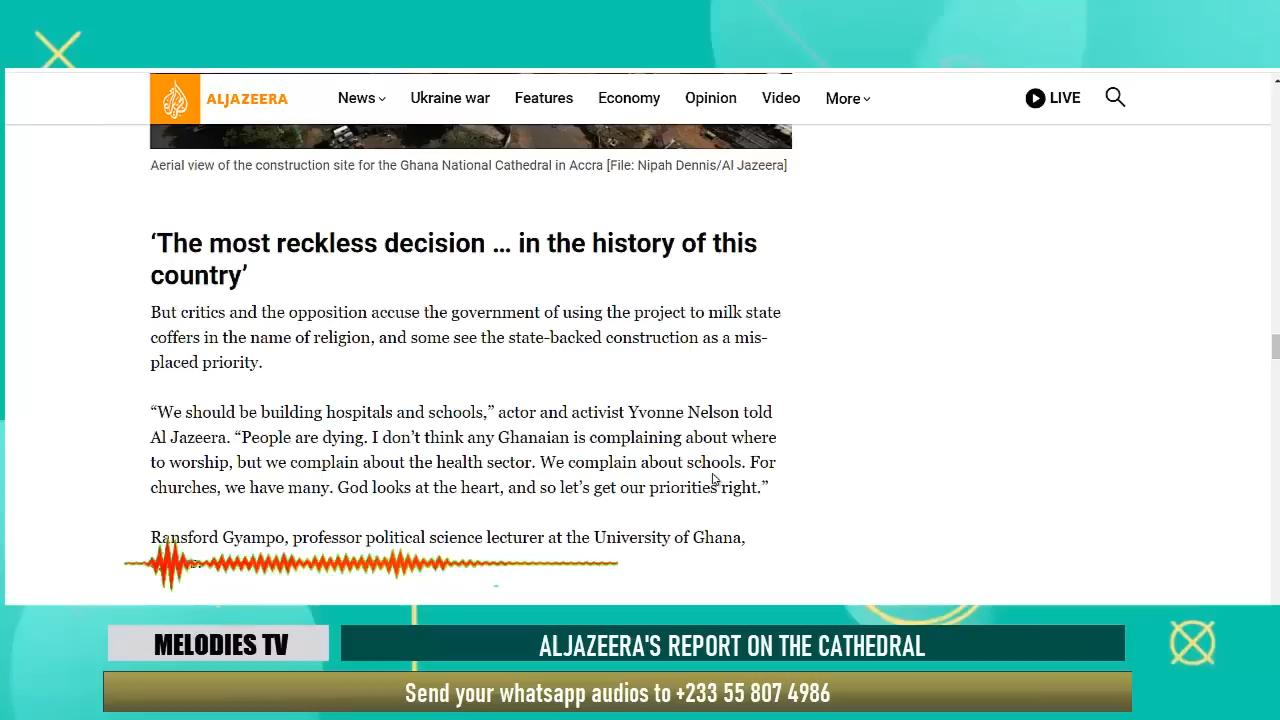 ALJAZEERA
News
Ukraine war
Features
Economy
Opinion
Video
More
LIVE
Aerial view of the construction site for the Ghana National Cathedral in Accra [File: Nipah Dennis/Al Jazeera]
‘The most reckless decision … in the history of this
country’
But critics and the opposition accuse the government of using the project to milk state
coffers in the name of religion, and some see the state-backed construction as a mis-
placed priority.
“We should be building hospitals and schools,” actor and activist Yvonne Nelson told
Al Jazeera. “People are dying. I don’t think any Ghanaian is complaining about where
to worship, but we complain about the health sector. We complain about schools. For
churches, we have many. God looks at the heart, and so let’s get our priorities right.”
Ransford Gyampo, professor political science lecturer at the University of Ghana,
MELODIES TV
ALJAZEERA'S REPORT ON THE CATHEDRAL
Send your whatsapp audios to +233 55 807 4986